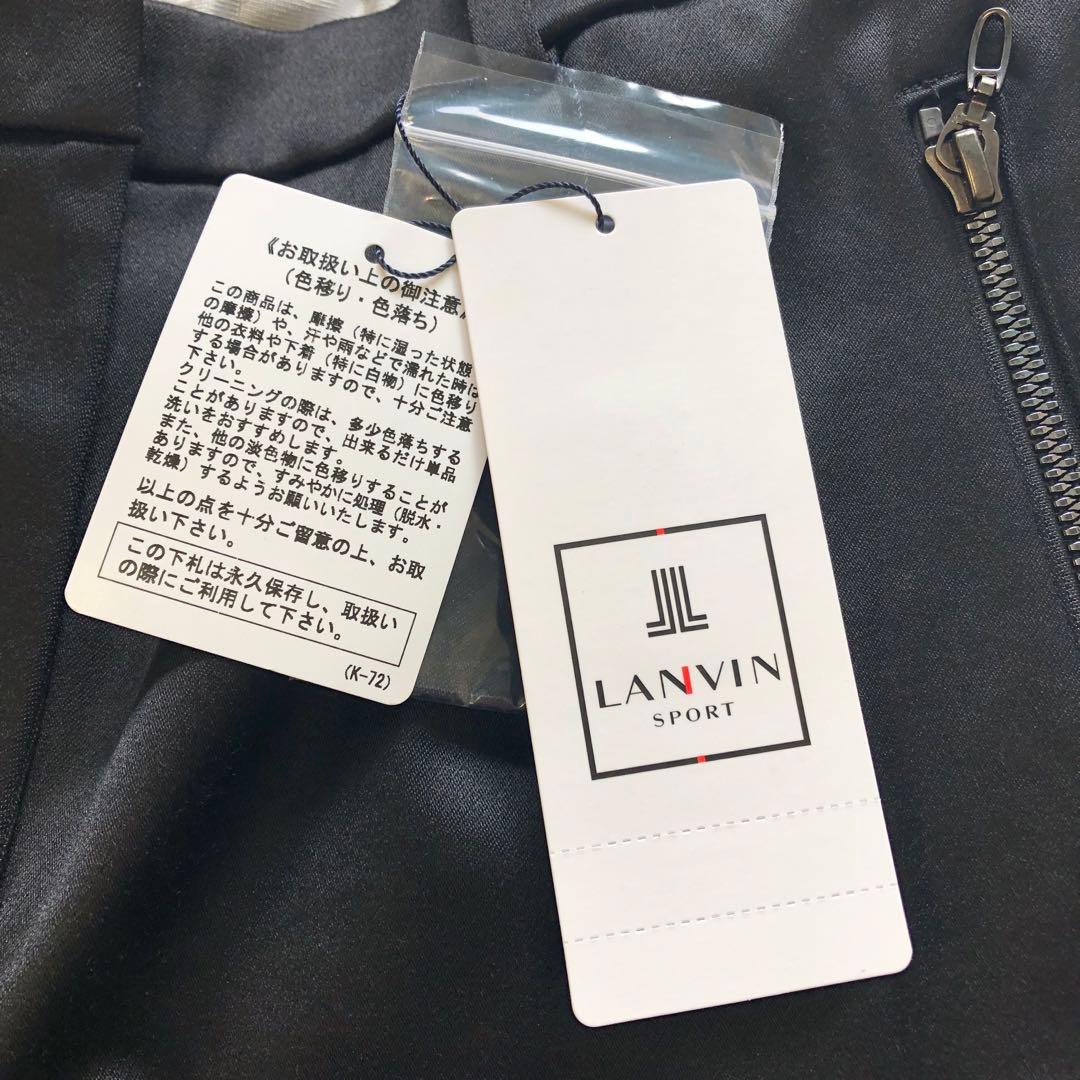 《お取扱い上の御注意》
(色移り・色落ち)
この商品は、摩擦（特に湿った状態
の摩擦）や、汗や雨などで濡れた時は
他の衣料や下着（特に白物）に色移り
する場合がありますので、十分ご注意
下さい。
クリーニングの際は、多少色落ちする
ことがありますので、出来るだけ単品
洗いをおすすめします。
また、他の淡色物に色移りすることが
ありますので、すみやかに処理（脱水・
乾燥）するようお願いいたします。
以上の点を十分ご留意の上、お取
扱い下さい。
この下札は永久保存し、取扱い
の際にご利用して下さい。
(K-72)
LANVIN
SPORT